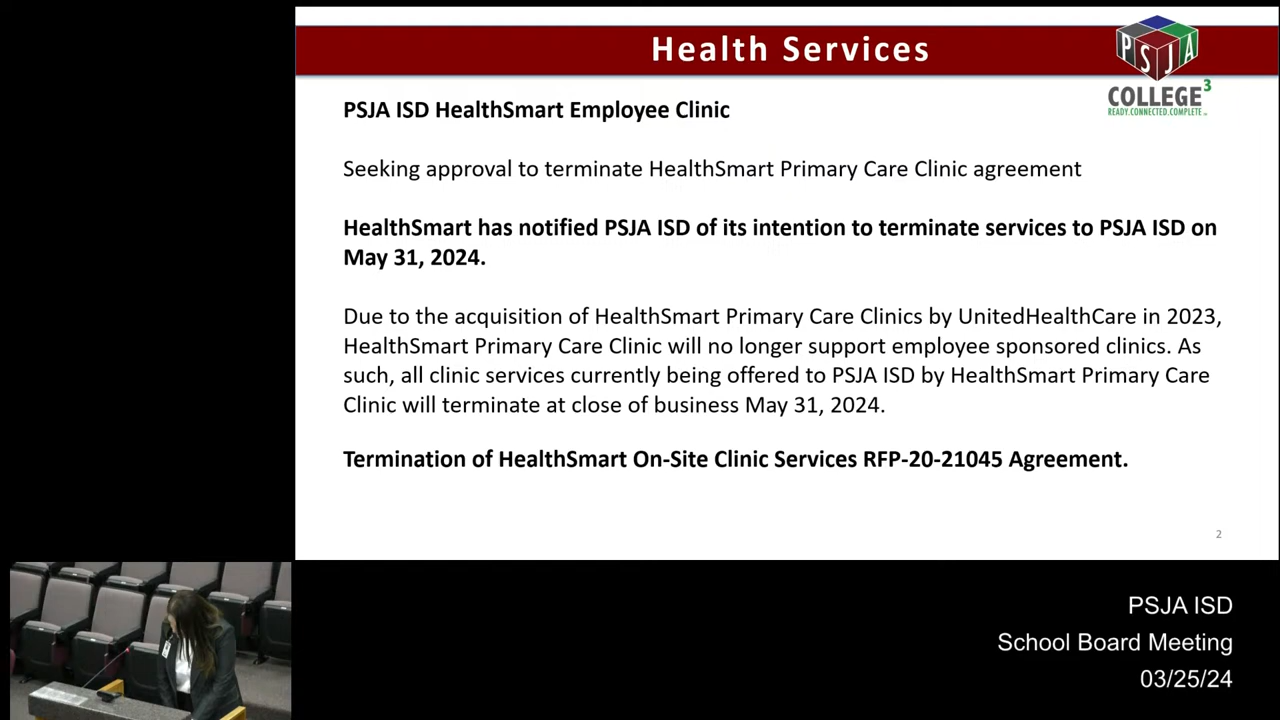 Health Services
PSJA
COLLEGE³
READY.CONNECTED.COMPLETE
PSJA ISD HealthSmart Employee Clinic
Seeking approval to terminate HealthSmart Primary Care Clinic agreement
HealthSmart has notified PSJA ISD of its intention to terminate services to PSJA ISD on
May 31, 2024.
Due to the acquisition of HealthSmart Primary Care Clinics by UnitedHealthCare in 2023,
HealthSmart Primary Care Clinic will no longer support employee sponsored clinics. As
such, all clinic services currently being offered to PSJA ISD by HealthSmart Primary Care
Clinic will terminate at close of business May 31, 2024.
Termination of HealthSmart On-Site Clinic Services RFP-20-21045 Agreement.
2
PSJA ISD
School Board Meeting
03/25/24